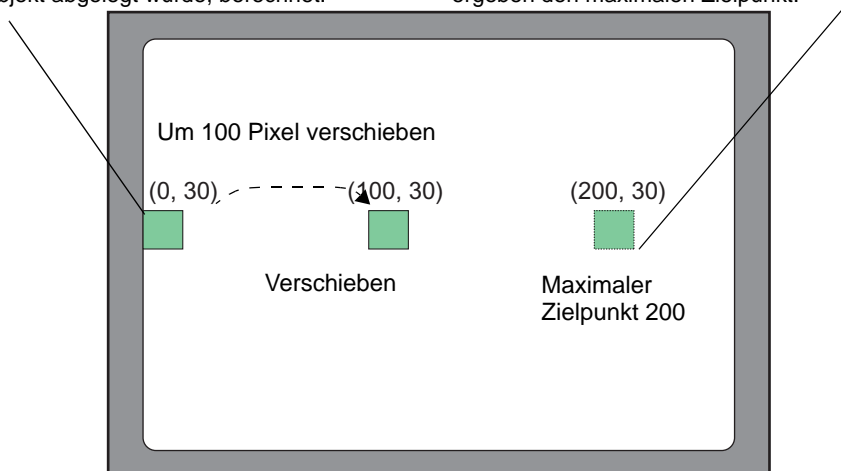 abgelegt wurde, berechnet.
ergeben den maximalen Zielpunkt.
Um 100 Pixel verschieben
(0, 30)
(100, 30)
(200, 30)
Verschieben
Maximaler
Zielpunkt 200